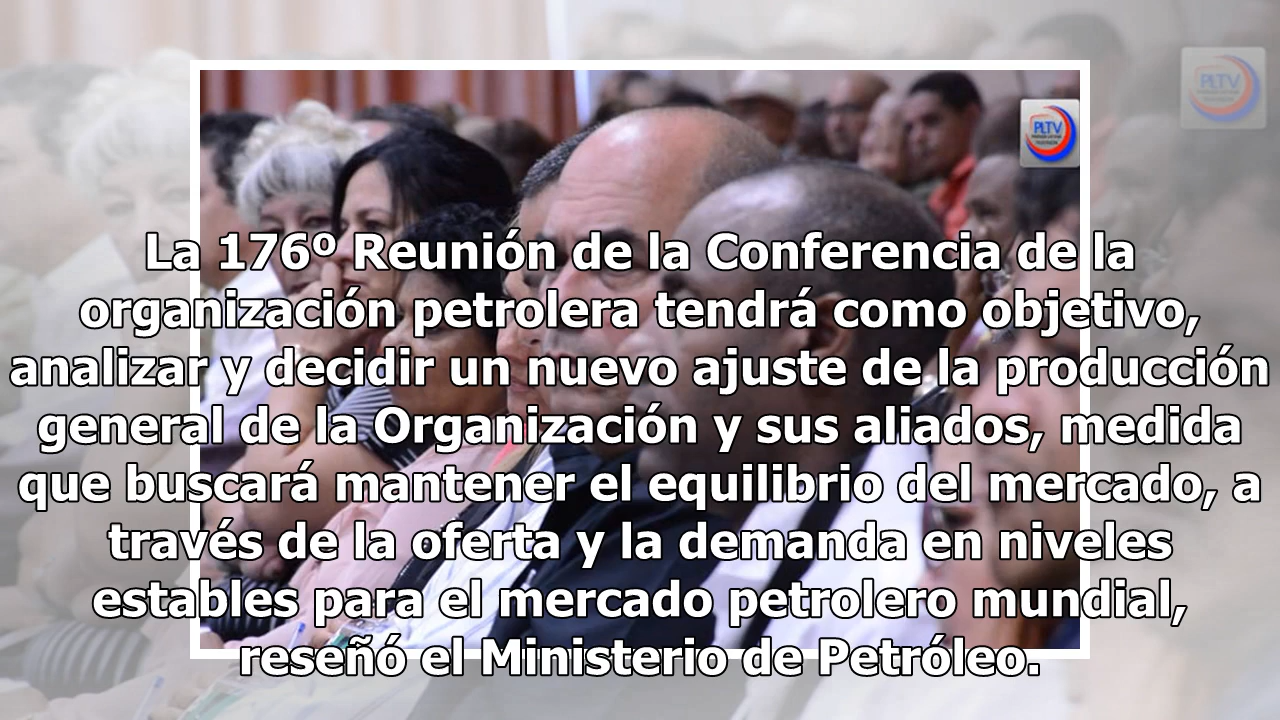 PLTV
PLTV
La 176º Reunión de la Conferencia de la
organización petrolera tendrá como objetivo,
analizar y decidir un nuevo ajuste de la producción
general de la Organización y sus aliados, medida
que buscará mantener el equilibrio del mercado, a
través de la oferta y la demanda en niveles
estables para el mercado petrolero mundial,
reseñó el Ministerio de Petróleo.